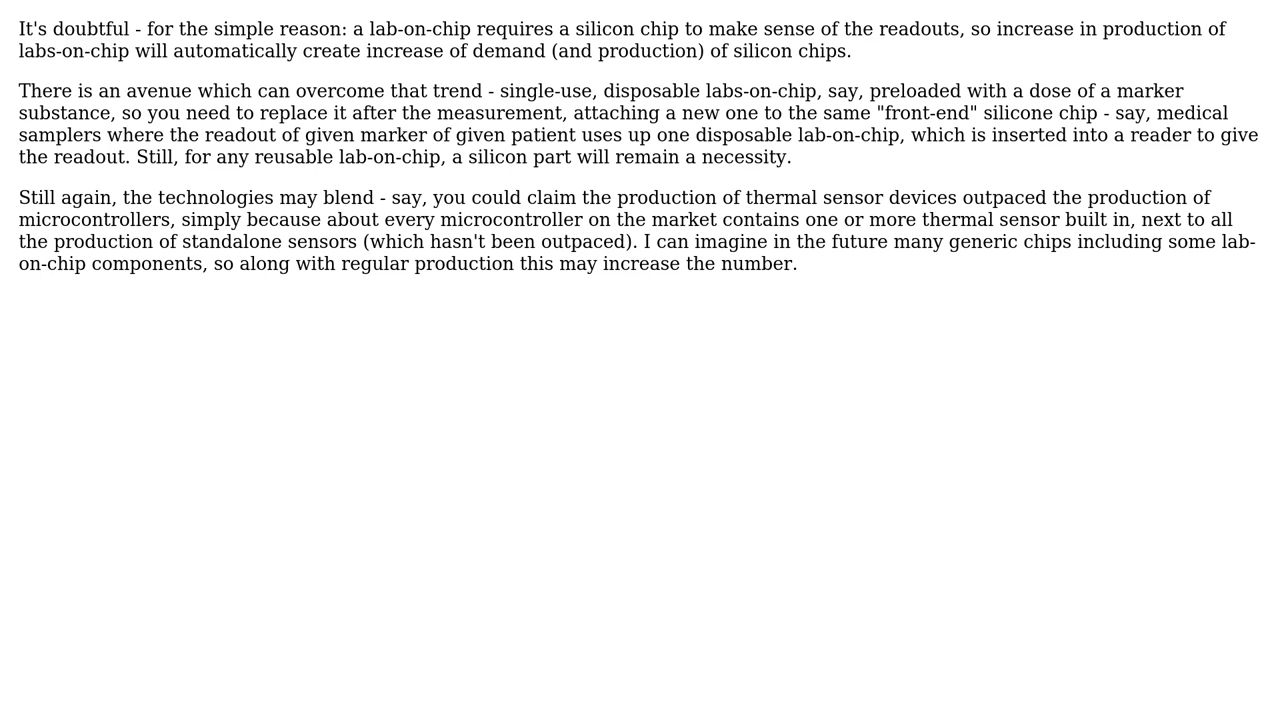 It's doubtful - for the simple reason: a lab-on-chip requires a silicon chip to make sense of the readouts, so increase in production of
labs-on-chip will automatically create increase of demand (and production) of silicon chips.
There is an avenue which can overcome that trend - single-use, disposable labs-on-chip, say, preloaded with a dose of a marker
substance, so you need to replace it after the measurement, attaching a new one to the same "front-end" silicone chip - say, medical
samplers where the readout of given marker of given patient uses up one disposable lab-on-chip, which is inserted into a reader to give
the readout. Still, for any reusable lab-on-chip, a silicon part will remain a necessity.
Still again, the technologies may blend - say, you could claim the production of thermal sensor devices outpaced the production of
microcontrollers, simply because about every microcontroller on the market contains one or more thermal sensor built in, next to all
the production of standalone sensors (which hasn't been outpaced). I can imagine in the future many generic chips including some lab-
on-chip components, so along with regular production this may increase the number.